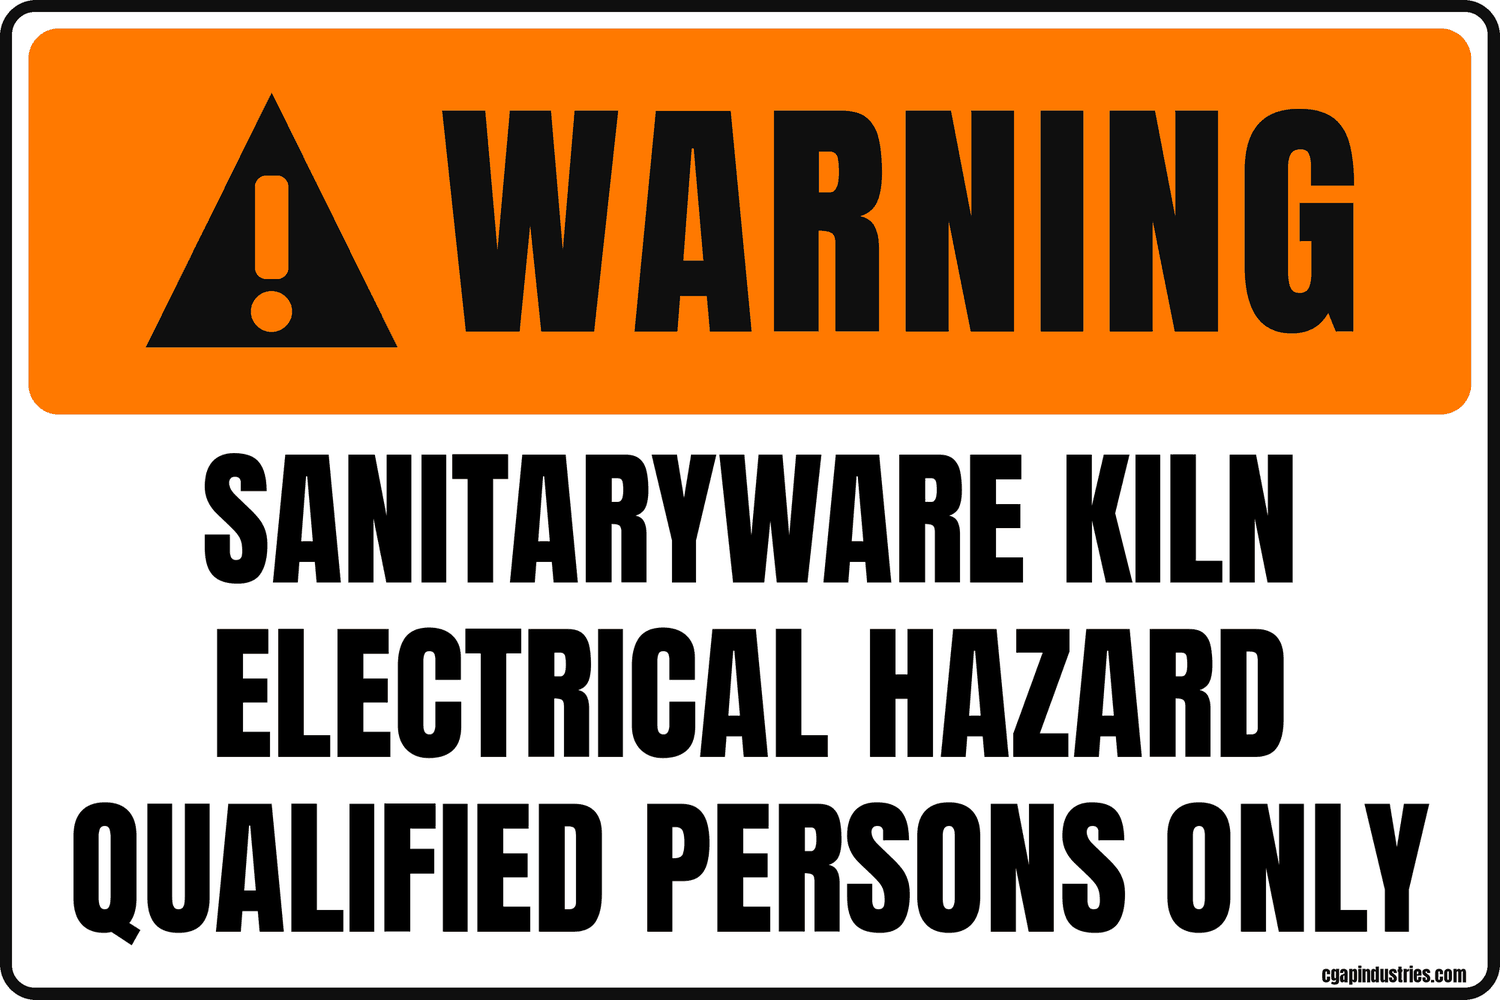 WARNING
SANITARYWARE KILN
ELECTRICAL HAZARD
QUALIFIED PERSONS ONLY
cgapindustries.com